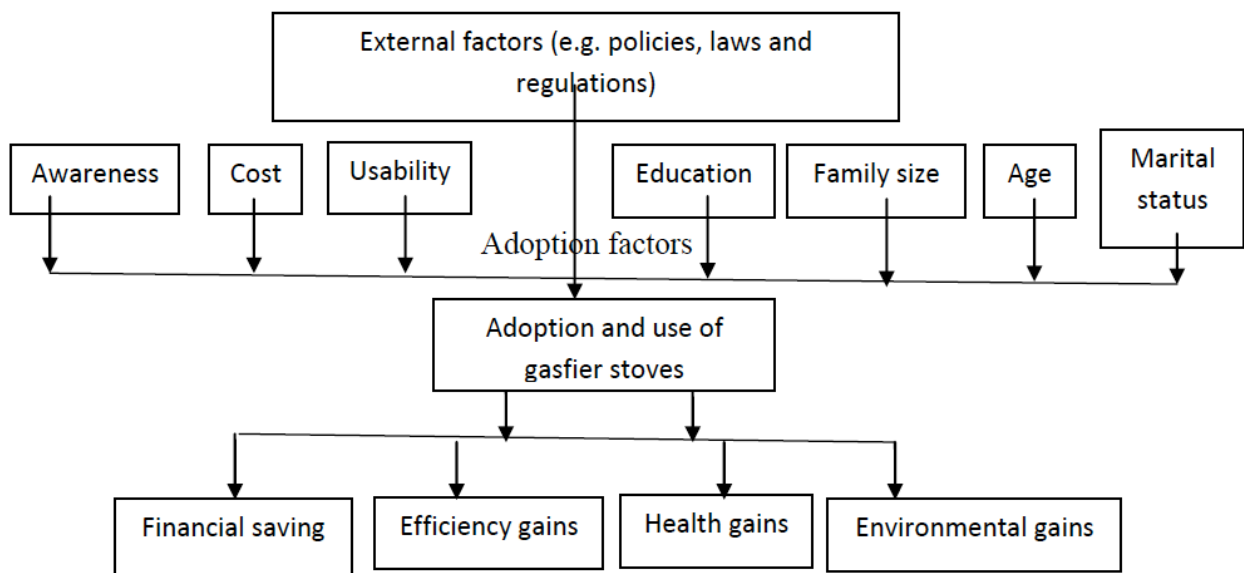 External factors (e.g. policies, laws and
regulations)
Awareness
Cost
Usability
Education
Family size
Age
Marital
status
Adoption factors
Adoption and use of
gasfier stoves
Financial saving
Efficiency gains
Health gains
Environmental gains